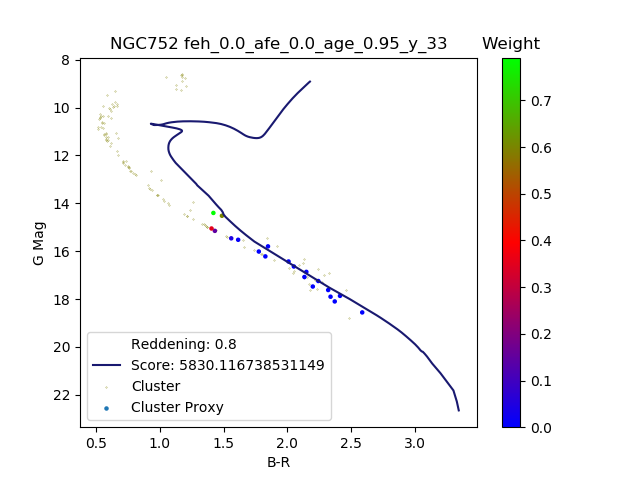 NGC752 feh_0.0_afe_0.0_age_0.95_y_33
Weight
8
10
12
14
16
18
20
22
G Mag
0.5 1.0 1.5 2.0 2.5 3.0
B-R
Reddening: 0.8
Score: 5830.116738531149
Cluster
Cluster Proxy
0.7
0.6
0.5
0.4
0.3
0.2
0.1
0.0